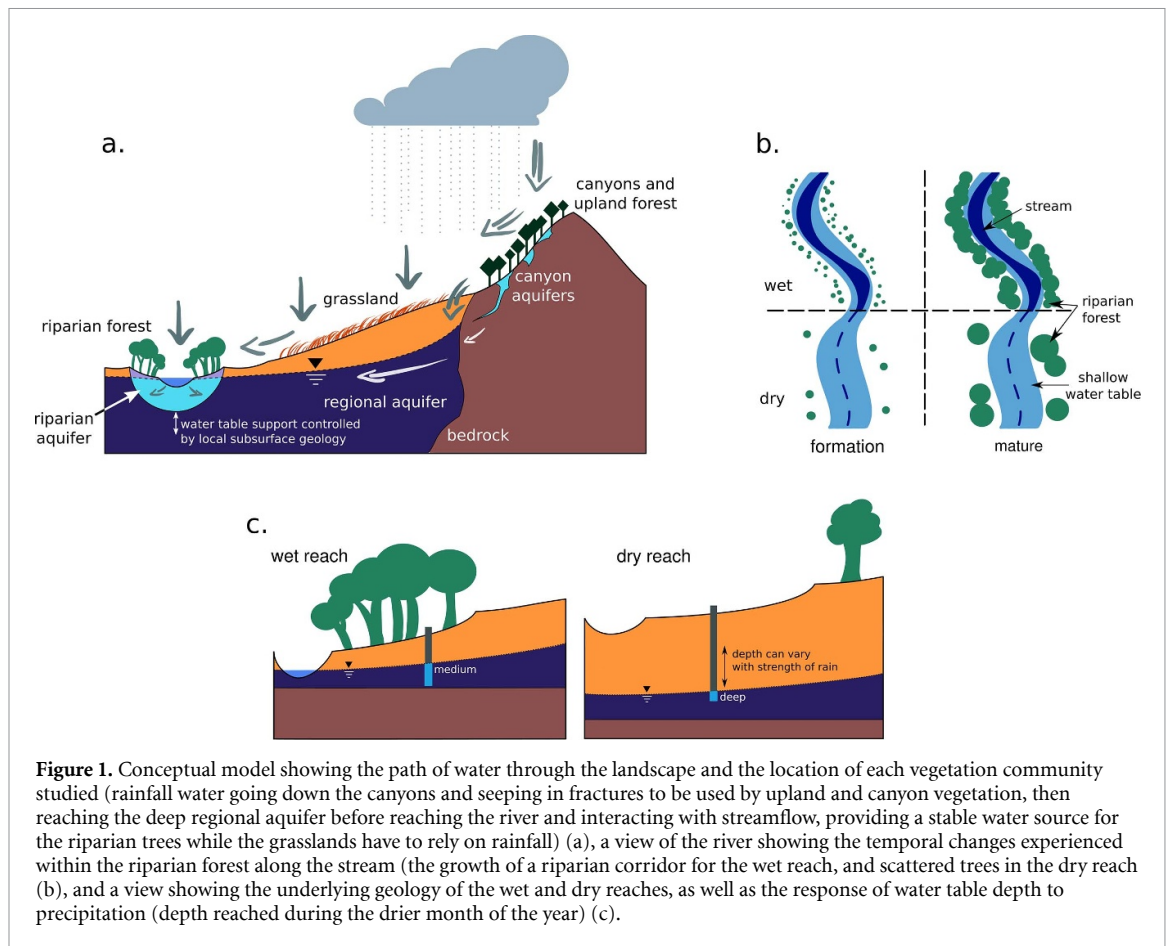 a.
canyons and
upland forest
canyon
aquifers
grassland
riparian forest
regional aquifer
riparian
aquifer
water table support controlled
by local subsurface geology
bedrock
b.
stream
wet
riparian
forest
shallow
water table
dry
formation
mature
c.
wet reach
medium
dry reach
depth can vary
with strength of rain
deep
Figure 1. Conceptual model showing the path of water through the landscape and the location of each vegetation community
studied (rainfall water going down the canyons and seeping in fractures to be used by upland and canyon vegetation, then
reaching the deep regional aquifer before reaching the river and interacting with streamflow, providing a stable water source for
the riparian trees while the grasslands have to rely on rainfall) (a), a view of the river showing the temporal changes experienced
within the riparian forest along the stream (the growth of a riparian corridor for the wet reach, and scattered trees in the dry reach
(b), and a view showing the underlying geology of the wet and dry reaches, as well as the response of water table depth to
precipitation (depth reached during the drier month of the year) (c).